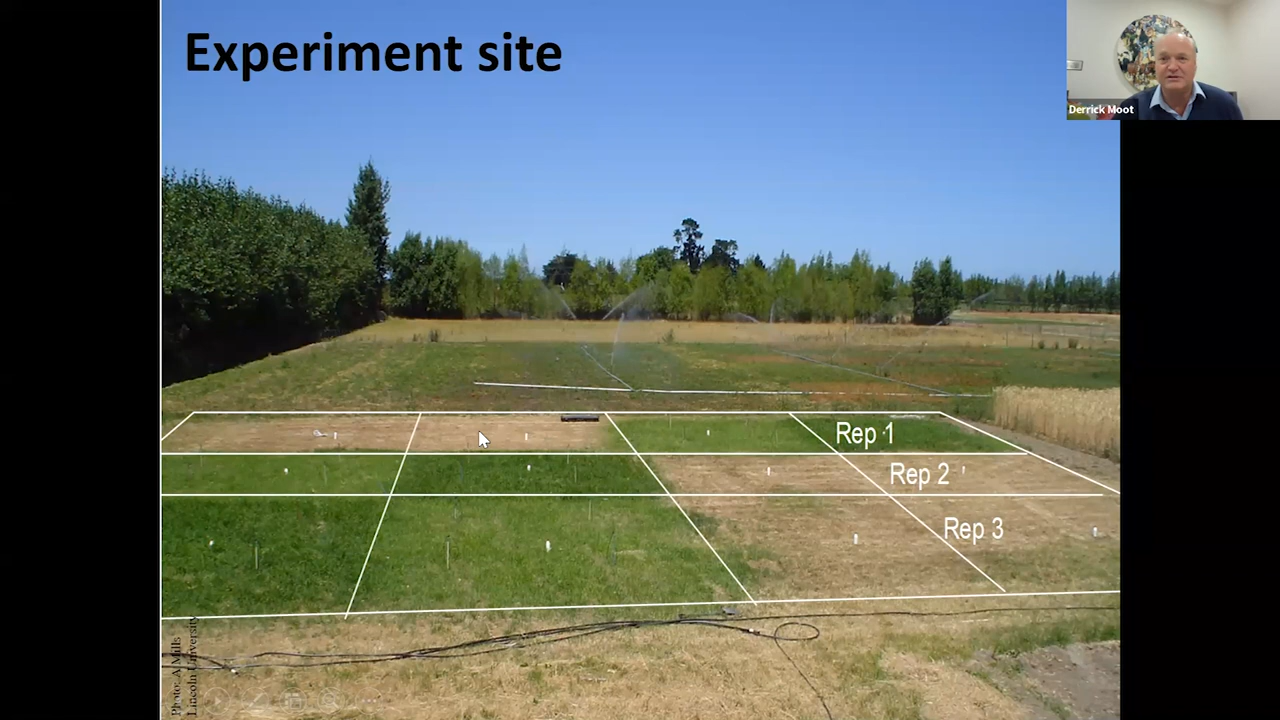 Experiment site
Derrick Moot
Rep 1
Rep 2
Rep 3
Photo: A Mills
Lincoln University